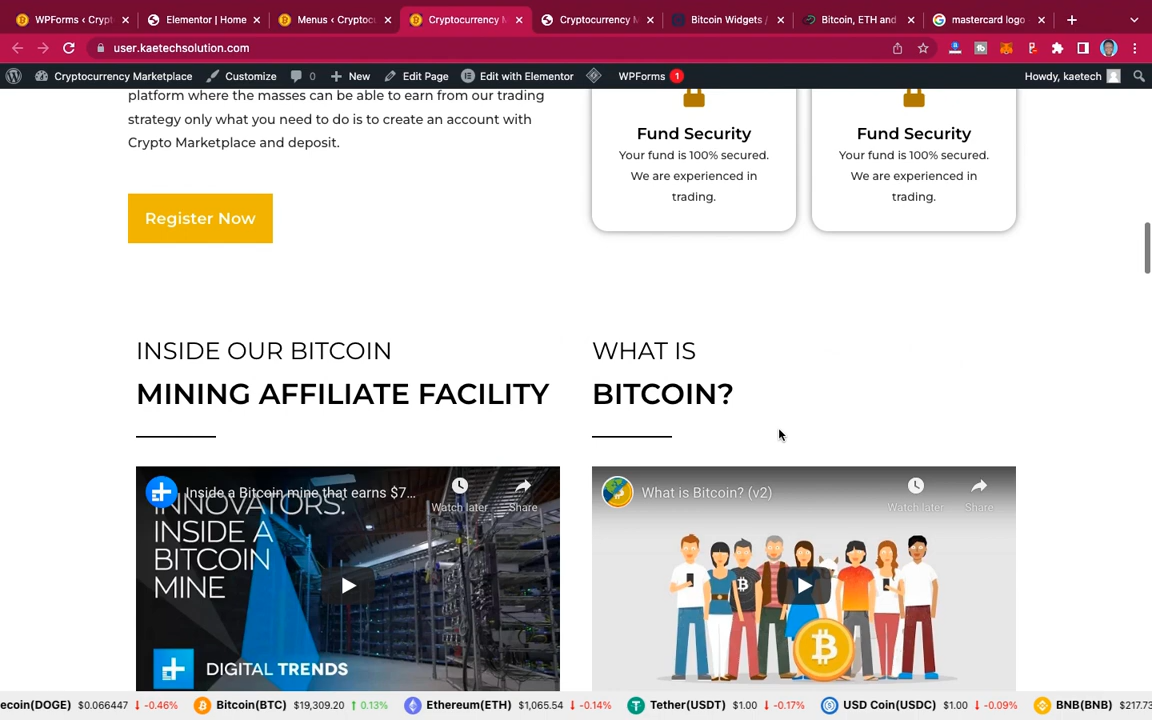 WPForms ‹ Crypto
Elementor | Home
Menus ‹ Cryptoc
Cryptocurrency M
Cryptocurrency M
Bitcoin Widgets /
Bitcoin, ETH and
mastercard logo
user.kaetechsolution.com
Cryptocurrency Marketplace
Customize
0
New
Edit Page
Edit with Elementor
WPForms 1
Howdy, kaetech
platform where the masses can be able to earn from our trading
strategy only what you need to do is to create an account with
Crypto Marketplace and deposit.
Register Now
Fund Security
Your fund is 100% secured.
We are experienced in
trading.
Fund Security
Your fund is 100% secured.
We are experienced in
trading.
INSIDE OUR BITCOIN
MINING AFFILIATE FACILITY
Inside a Bitcoin mine that earns $7...
Watch later
Share
INNOVATORS:
INSIDE A
BITCOIN
MINE
DIGITAL TRENDS
WHAT IS
BITCOIN?
What is Bitcoin? (v2)
Watch later
Share
ecoin(DOGE) $0.066447 ↓ -0.46% Bitcoin(BTC) $19,309.20 ↑ 0.13% Ethereum(ETH) $1,065.54 ↓ -0.14% Tether(USDT) $1.00 ↓ -0.17% USD Coin(USDC) $1.00 ↓ -0.09% BNB(BNB) $217.73